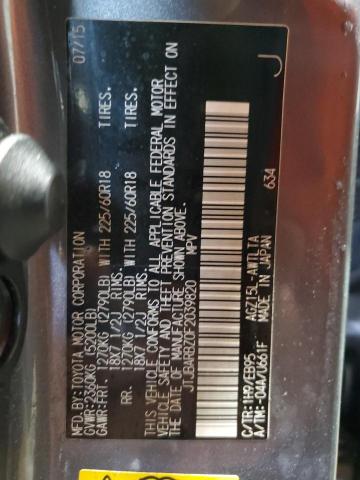 MFD.BY:TOYOTA MOTOR CORPORATION 07/15
GVWR:2360KG(5200LB)
GAWR:FRT. 1270KG(2790LB) WITH 225/60R18 TIRES.
18X7 1/2J RIMS.
RR. 1270KG(2790LB) WITH 225/60R18 TIRES.
18X7 1/2J RIMS.
THIS VEHICLE CONFORMS TO ALL APPLICABLE FEDERAL MOTOR
VEHICLE SAFETY AND THEFT PREVENTION STANDARDS IN EFFECT ON
THE DATE OF MANUFACTURE SHOWN ABOVE.
JTJBARBZ0F2039820 MPV
J
C/TR:1H9/EB95 AGZ15L-AWTLTA 634
A/TM:-04A/U661F MADE IN JAPAN